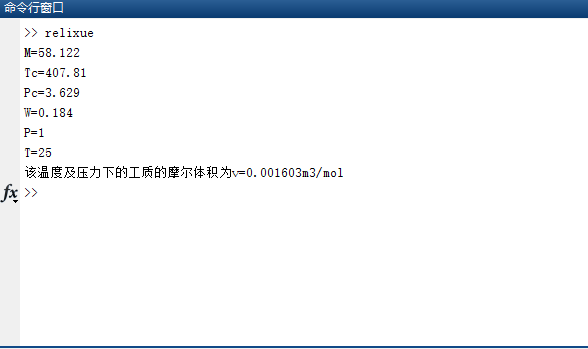 命令行窗口
>> relixue
M=58.122
Tc=407.81
Pc=3.629
W=0.184
P=1
T=25
该温度及压力下的工质的摩尔体积为v=0.001603m3/mol
fx >>